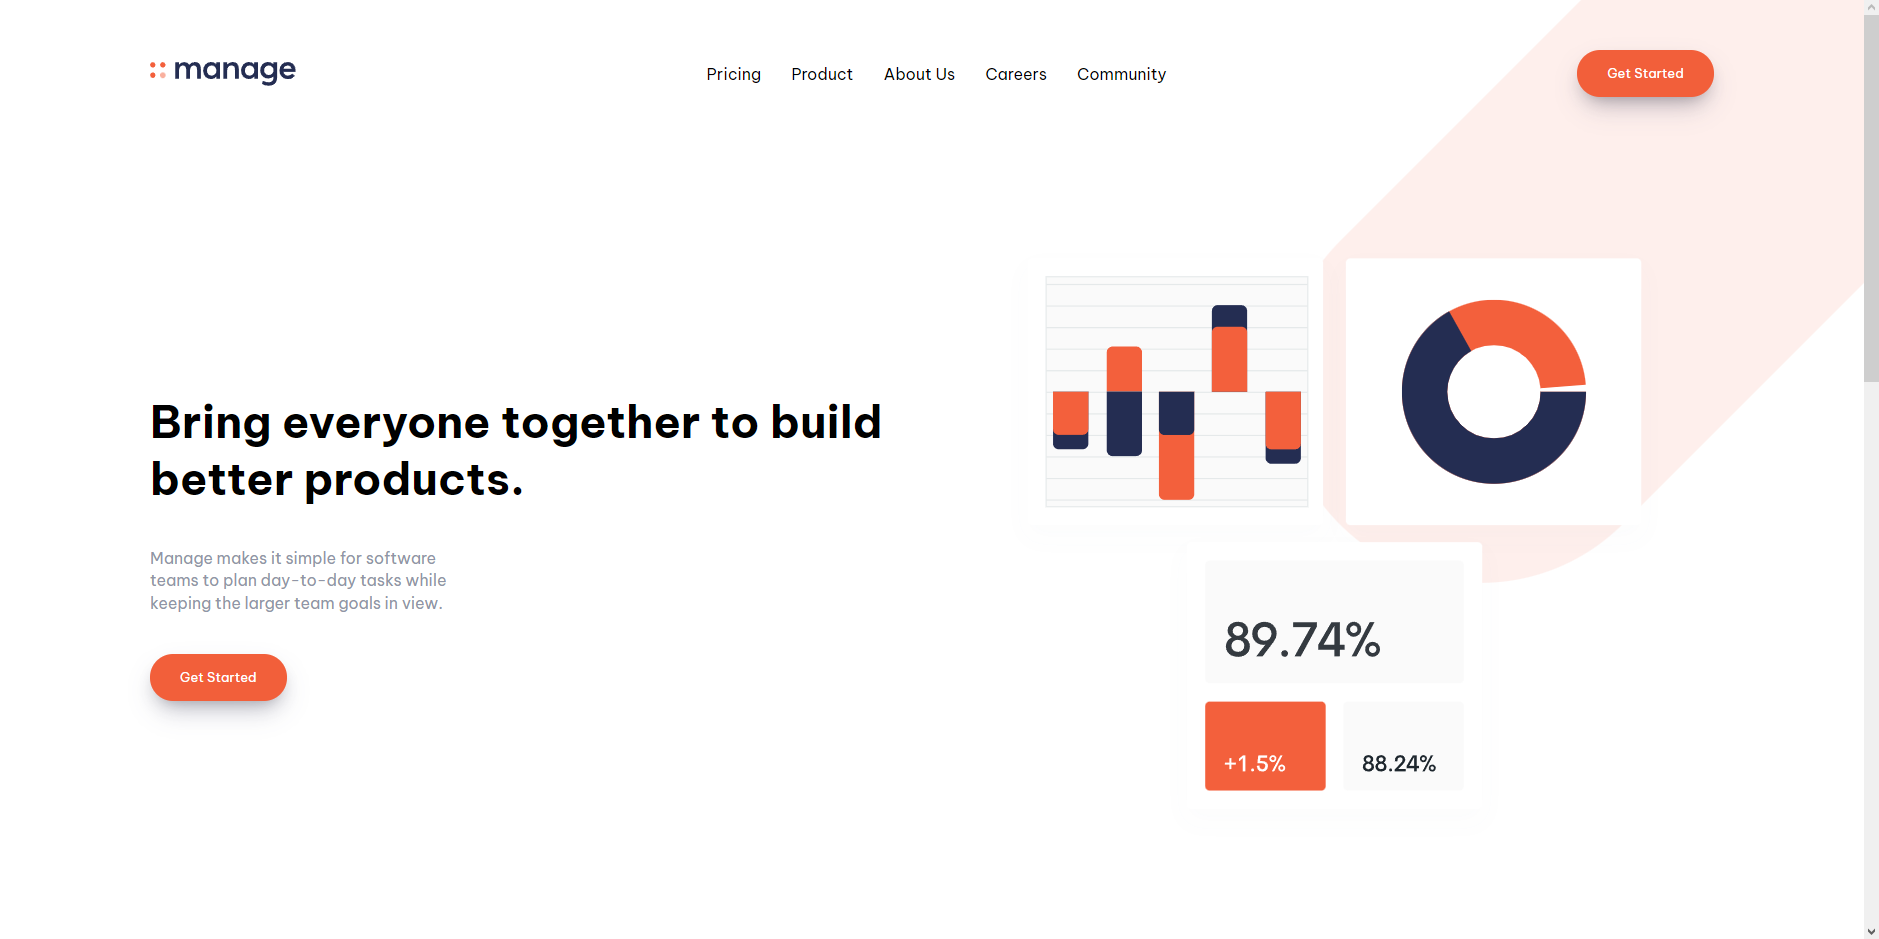 manage
Pricing Product About Us Careers Community
Get Started
Bring everyone together to build
better products.
Manage makes it simple for software
teams to plan day-to-day tasks while
keeping the larger team goals in view.
Get Started
89.74%
+1.5%
88.24%